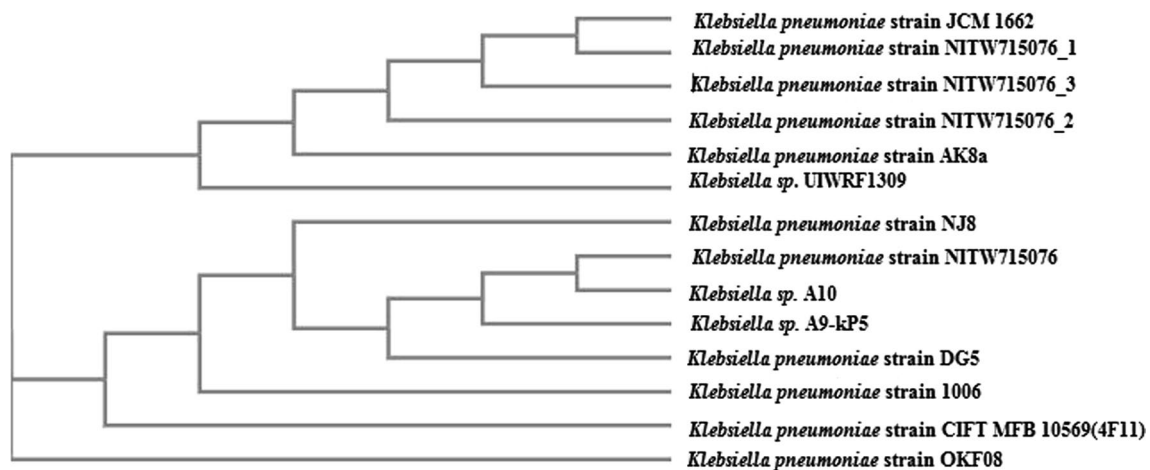 Klebsiella pneumoniae strain JCM 1662
Klebsiella pneumoniae strain NITW715076_1
Klebsiella pneumoniae strain NITW715076_3
Klebsiella pneumoniae strain NITW715076_2
Klebsiella pneumoniae strain AK8a
Klebsiella sp. UIWRF1309
Klebsiella pneumoniae strain NJ8
Klebsiella pneumoniae strain NITW715076
Klebsiella sp. A10
Klebsiella sp. A9-kP5
Klebsiella pneumoniae strain DG5
Klebsiella pneumoniae strain 1006
Klebsiella pneumoniae strain CIFT MFB 10569(4F11)
Klebsiella pneumoniae strain OKF08